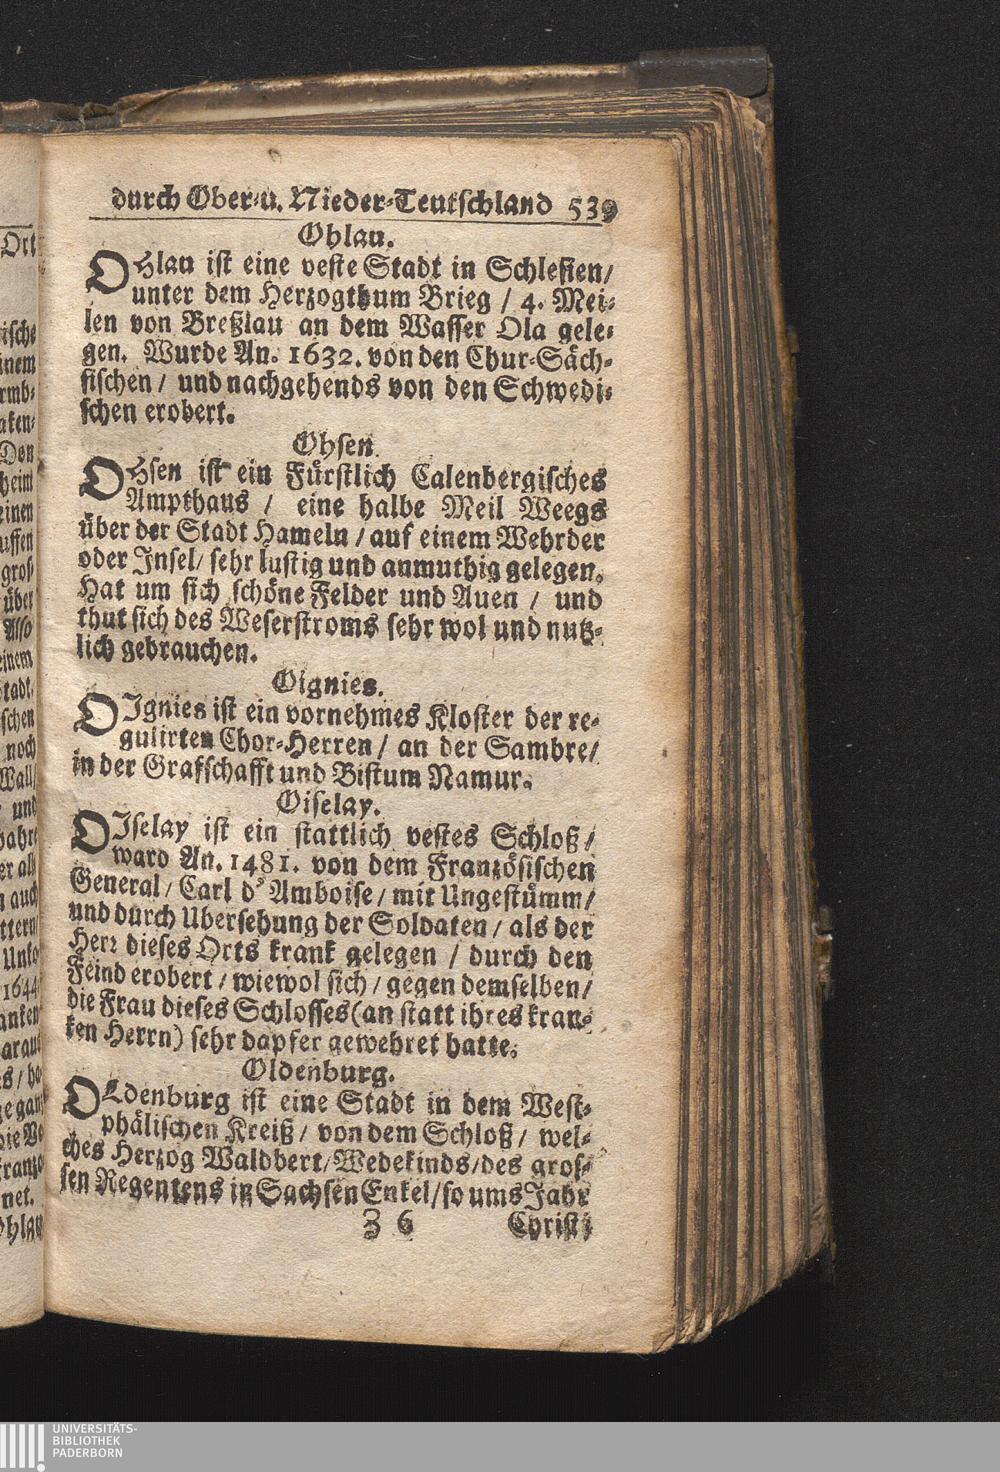 durch Ober-u. Nieder-Teutschland 539
Ohlau.
OHlau ist eine veste Stadt in Schlesien/
unter dem Herzogthum Brieg / 4. Mei-
len von Breßlau an dem Wasser Ola gele-
gen. Wurde An. 1632. von den Chur-Säch-
sischen / und nachgehends von den Schwedi-
schen erobert.
Ohsen
OHsen ist ein Fürstlich Calenbergisches
Ampthaus / eine halbe Meil Weegs
über der Stadt Hameln / auf einem Wehrder
oder Insel/ sehr lustig und anmuthig gelegen.
Hat um sich schöne Felder und Auen / und
thut sich des Weserstroms sehr wol und nutz-
lich gebrauchen.
Oignies.
OIgnies ist ein vornehmes Kloster der re-
gulirten Chor-Herren / an der Sambre/
in der Grafschafft und Bistum Namur.
Oiselay.
OIselay ist ein stattlich vestes Schloß /
ward An. 1481. von dem Französischen
General / Carl d' Amboise / mit Ungestümm/
und durch Ubersehung der Soldaten / als der
Herr dieses Orts krank gelegen / durch den
Feind erobert / wiewol sich / gegen demselben/
die Frau dieses Schlosses (an statt ihres kran-
ken Herrn) sehr dapfer gewehret hatte.
Oldenburg.
OLdenburg ist eine Stadt in dem West-
phälischen Kreiß / von dem Schloß / wel-
ches Herzog Waldbert/ Wedekinds/ des gros-
sen Regentens in Sachsen Enkel/ so ums Jahr
Z 6 Christi
Ort
1644
UNIVERSITÄTS-
BIBLIOTHEK
PADERBORN